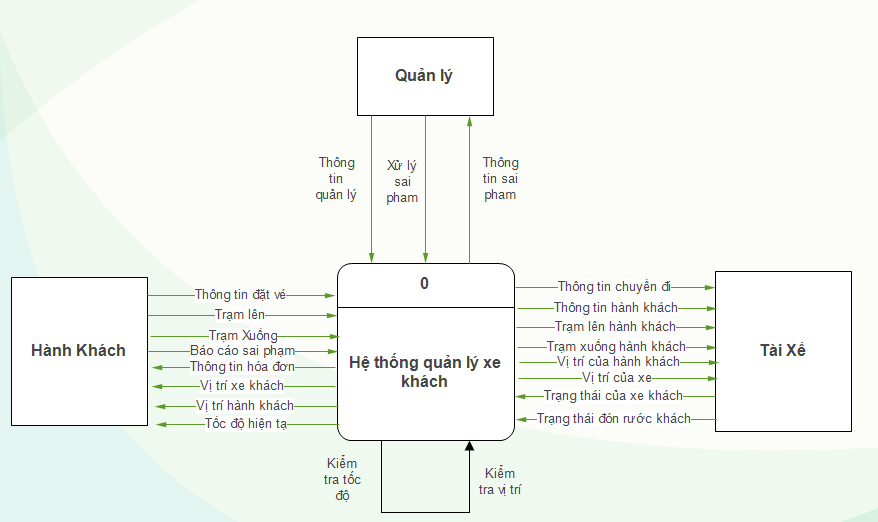 Quản lý
Thông
tin
quản lý
Xử lý
sai
pham
Thông
tin sai
pham
0
Hệ thống quản lý xe
khách
Hành Khách
Thông tin đặt vé
Trạm lên
Trạm Xuống
Báo cáo sai phạm
Thông tin hóa đơn
Vị trí xe khách
Vị trí hành khách
Tốc độ hiện tạ
Thông tin chuyển đi
Thông tin hành khách
Trạm lên hành khách
Trạm xuống hành khách
Vị trí của hành khách
Vị trí của xe
Trạng thái của xe khách
Trạng thái đón rước khách
Tài Xế
Kiểm
tra tốc
độ
Kiểm
tra vị trí